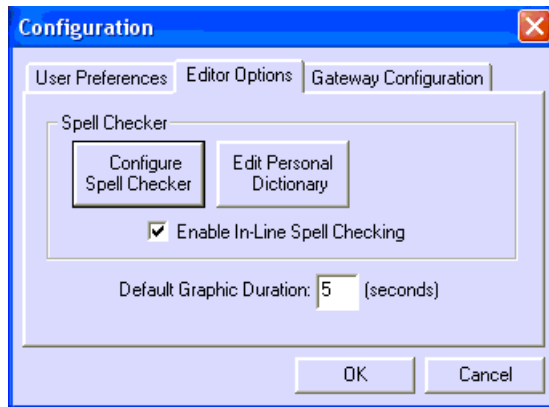 Configuration
User Preferences Editor Options Gateway Configuration
Spell Checker
Configure
Spell Checker
Edit Personal
Dictionary
Enable In-Line Spell Checking
Default Graphic Duration: 5 (seconds)
OK Cancel